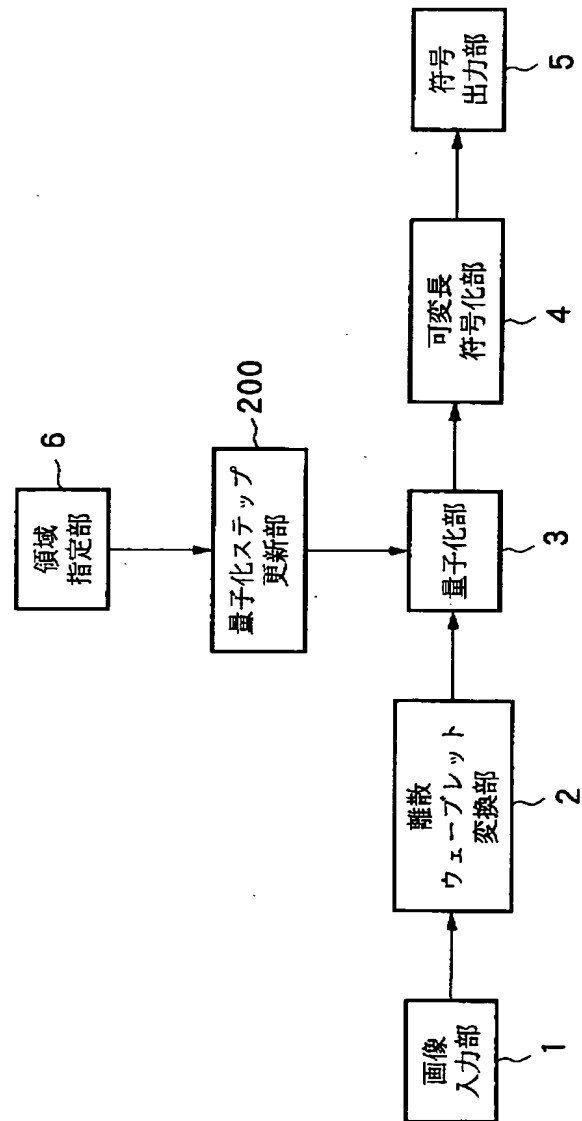 領域
指定部
6
量子化ステップ
更新部
200
画像
入力部
1
離散
ウェーブレット
変換部
2
量子化部
3
可変長
符号化部
4
符号
出力部
5